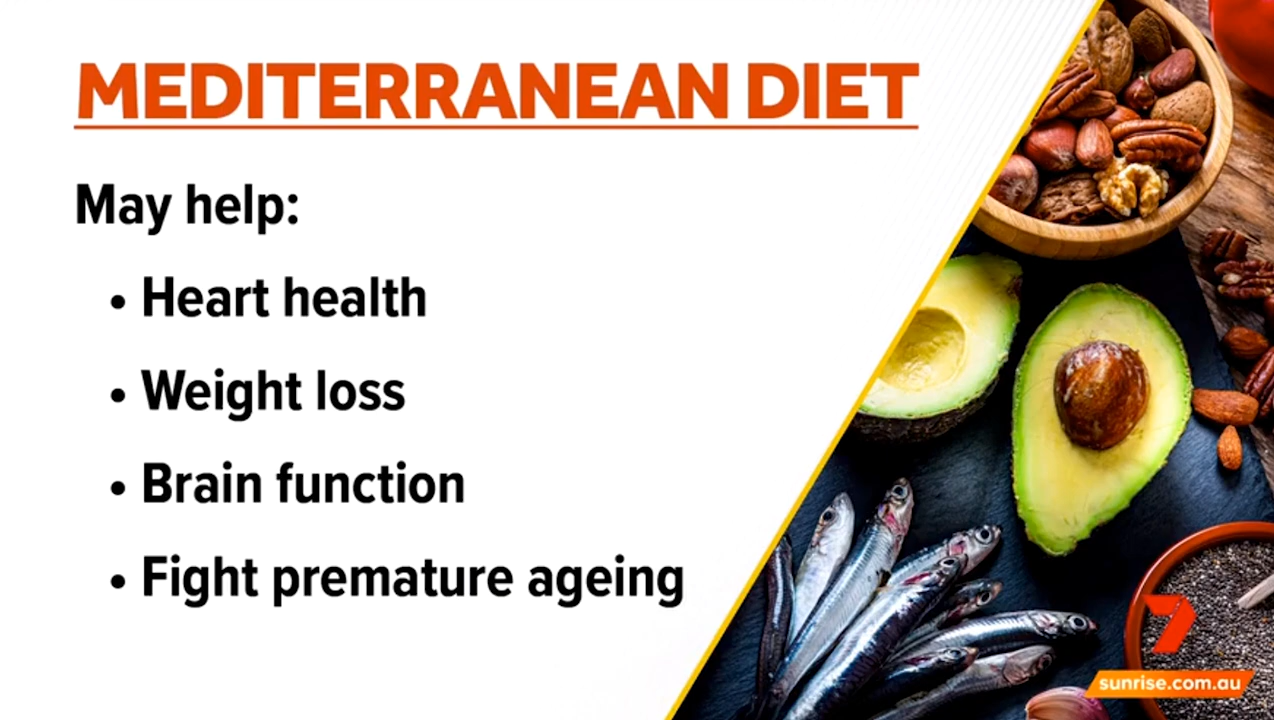 MEDITERRANEAN DIET
May help:
• Heart health
• Weight loss
• Brain function
• Fight premature ageing
7
sunrise.com.au